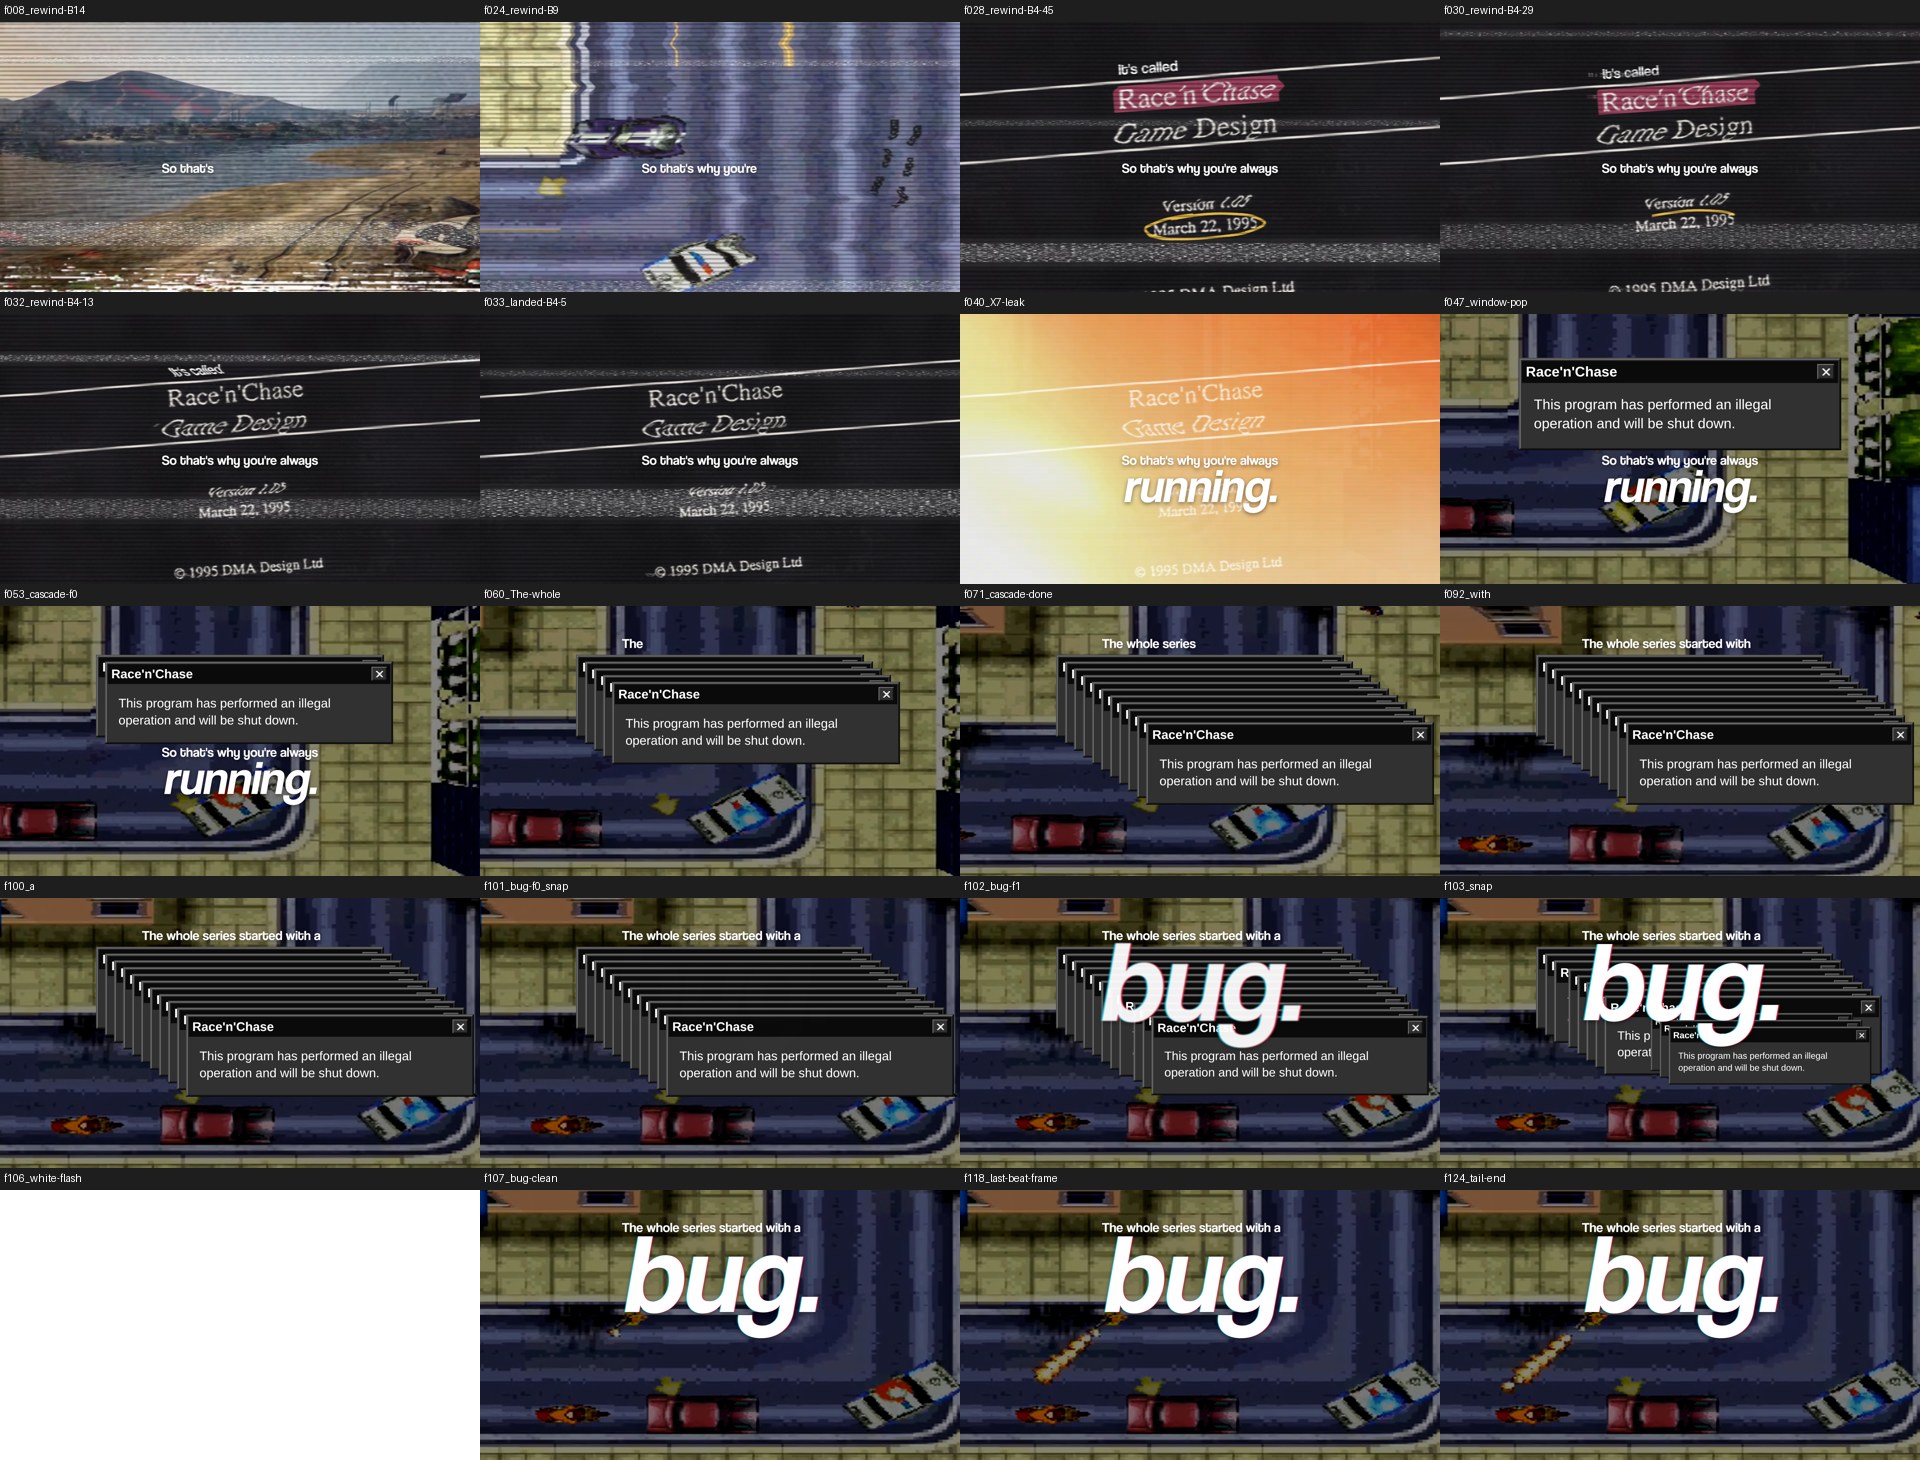 f008_rewind-B14
So that's
f024_rewind-B9
So that's why you're
f028_rewind-B4-45
It's called
Race'n'Chase
Game Design
So that's why you're always
Version 1.05
March 22, 1995
f030_rewind-B4-29
It's called
Race'n'Chase
Game Design
So that's why you're always
Version 1.05
March 22, 1995
© 1995 DMA Design Ltd
f032_rewind-B4-13
It's called
Race'n'Chase
Game Design
So that's why you're always
Version 1.05
March 22, 1995
© 1995 DMA Design Ltd
f033_landed-B4-5
Race'n'Chase
Game Design
So that's why you're always
Version 1.05
March 22, 1995
© 1995 DMA Design Ltd
f040_X7-leak
Race'n'Chase
Game Design
So that's why you're always
running.
March 22, 199
© 1995 DMA Design Ltd
f047_window-pop
Race'n'Chase
This program has performed an illegal
operation and will be shut down.
So that's why you're always
running.
f053_cascade-f0
Race'n'Chase
This program has performed an illegal
operation and will be shut down.
So that's why you're always
running.
f060_The-whole
The
Race'n'Chase
This program has performed an illegal
operation and will be shut down.
f071_cascade-done
The whole series
Race'n'Chase
This program has performed an illegal
operation and will be shut down.
f092_with
The whole series started with
Race'n'Chase
This program has performed an illegal
operation and will be shut down.
f100_a
The whole series started with a
Race'n'Chase
This program has performed an illegal
operation and will be shut down.
f101_bug-f0_snap
The whole series started with a
Race'n'Chase
This program has performed an illegal
operation and will be shut down.
f102_bug-f1
The whole series started with a
bug.
Race'n'Chase
This program has performed an illegal
operation and will be shut down.
f103_snap
The whole series started with a
bug.
This program has performed an illegal
operation and will be shut down.
f106_white-flash
f107_bug-clean
The whole series started with a
bug.
f118_last-beat-frame
The whole series started with a
bug.
f124_tail-end
The whole series started with a
bug.